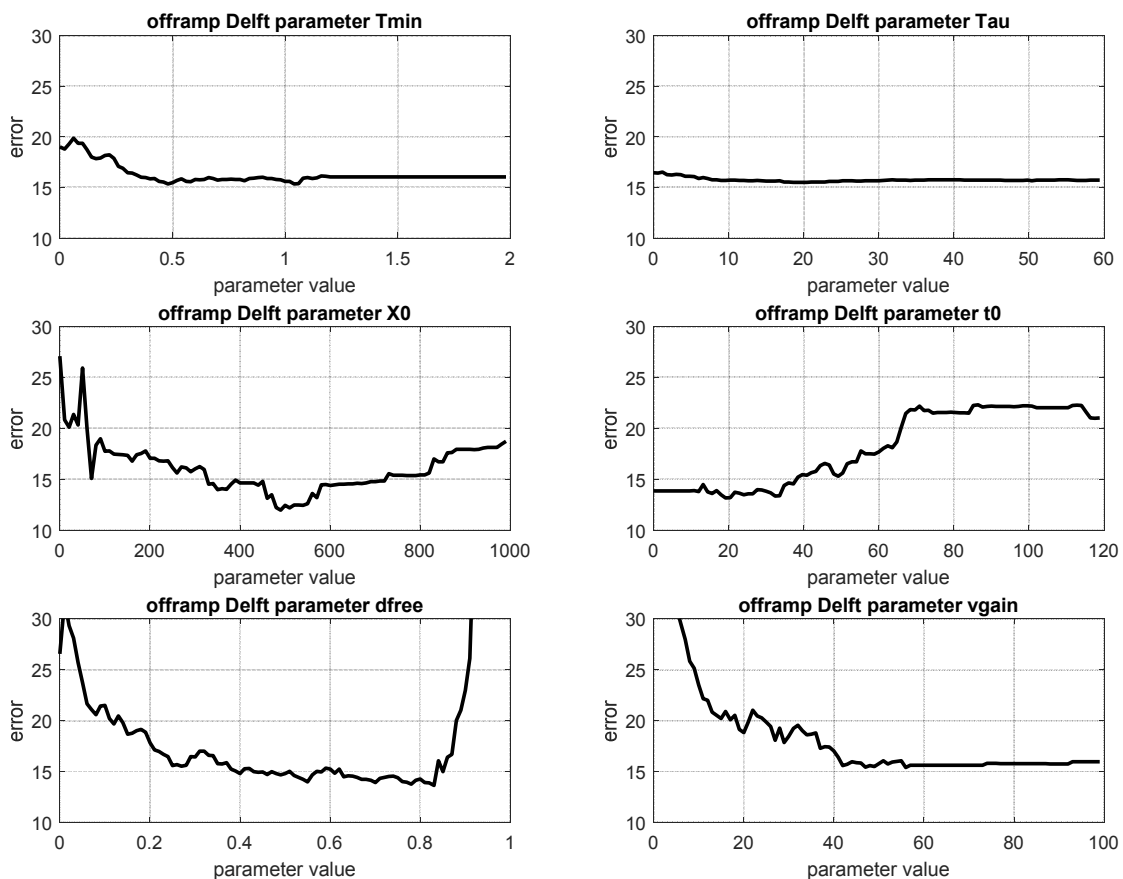 offramp Delft parameter Tmin
30
25
20
15
10
error
0 0.5 1 1.5 2
parameter value
offramp Delft parameter Tau
30
25
20
15
10
error
0 10 20 30 40 50 60
parameter value
offramp Delft parameter X0
30
25
20
15
10
error
0 200 400 600 800 1000
parameter value
offramp Delft parameter t0
30
25
20
15
10
error
0 20 40 60 80 100 120
parameter value
offramp Delft parameter dfree
30
25
20
15
10
error
0 0.2 0.4 0.6 0.8 1
parameter value
offramp Delft parameter vgain
30
25
20
15
10
error
0 20 40 60 80 100
parameter value